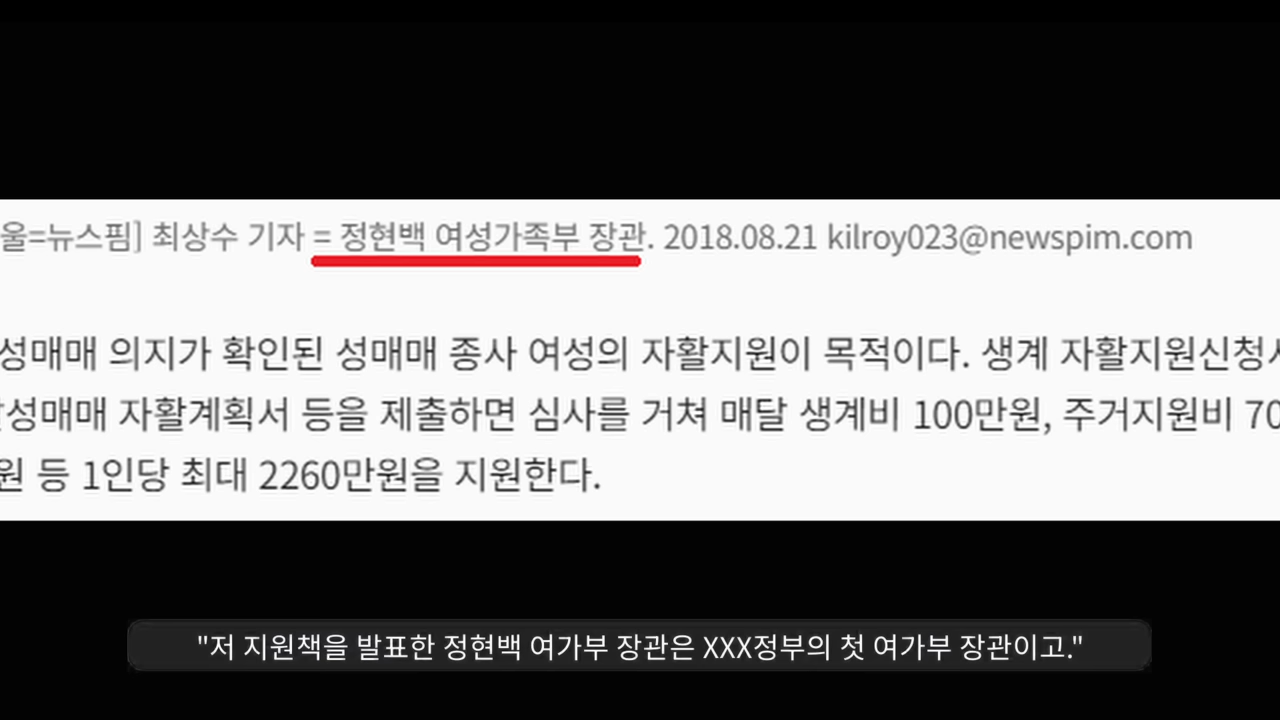 울=뉴스핌] 최상수 기자 = 정현백 여성가족부 장관. 2018.08.21 kilroy023@newspim.com
성매매 의지가 확인된 성매매 종사 여성의 자활지원이 목적이다. 생계 자활지원신청서
성매매 자활계획서 등을 제출하면 심사를 거쳐 매달 생계비 100만원, 주거지원비 70
원 등 1인당 최대 2260만원을 지원한다.
"저 지원책을 발표한 정현백 여가부 장관은 XXX정부의 첫 여가부 장관이고."